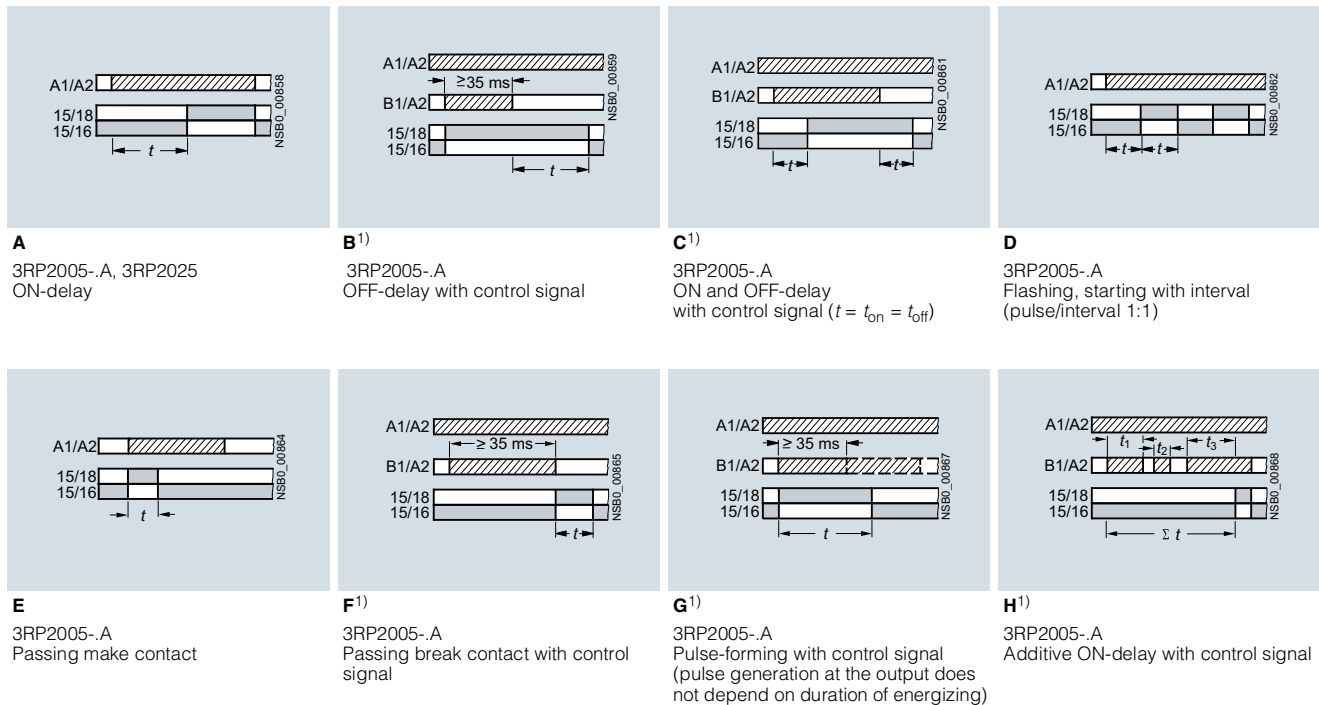 A1/A2
15/18
15/16
t
NSB0_00858
A
3RP2005-.A, 3RP2025
ON-delay
A1/A2
≥35 ms
B1/A2
15/18
15/16
t
NSB0_00859
B1)
3RP2005-.A
OFF-delay with control signal
A1/A2
B1/A2
15/18
15/16
t
t
NSB0_00861
C1)
3RP2005-.A
ON and OFF-delay
with control signal (t = ton = toff)
A1/A2
15/18
15/16
t
t
NSB0_00862
D
3RP2005-.A
Flashing, starting with interval
(pulse/interval 1:1)
A1/A2
15/18
15/16
t
NSB0_00864
E
3RP2005-.A
Passing make contact
A1/A2
≥ 35 ms
B1/A2
15/18
15/16
t
NSB0_00865
F1)
3RP2005-.A
Passing break contact with control
signal
A1/A2
≥ 35 ms
B1/A2
15/18
15/16
t
NSB0_00867
G1)
3RP2005-.A
Pulse-forming with control signal
(pulse generation at the output does
not depend on duration of energizing)
A1/A2
t1
t2
t3
B1/A2
15/18
15/16
Σ t
NSB0_00868
H1)
3RP2005-.A
Additive ON-delay with control signal